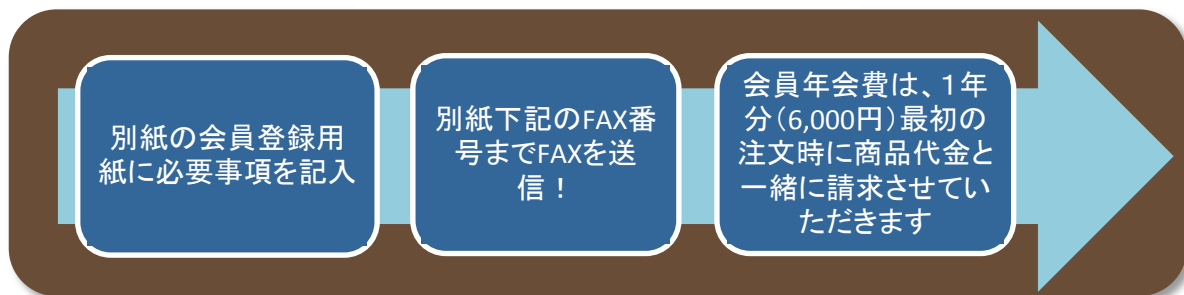 別紙の会員登録用
紙に必要事項を記入
別紙下記のFAX番
号までFAXを送
信！
会員年会費は、１年
分（6,000円）最初の
注文時に商品代金と
一緒に請求させてい
ただきます